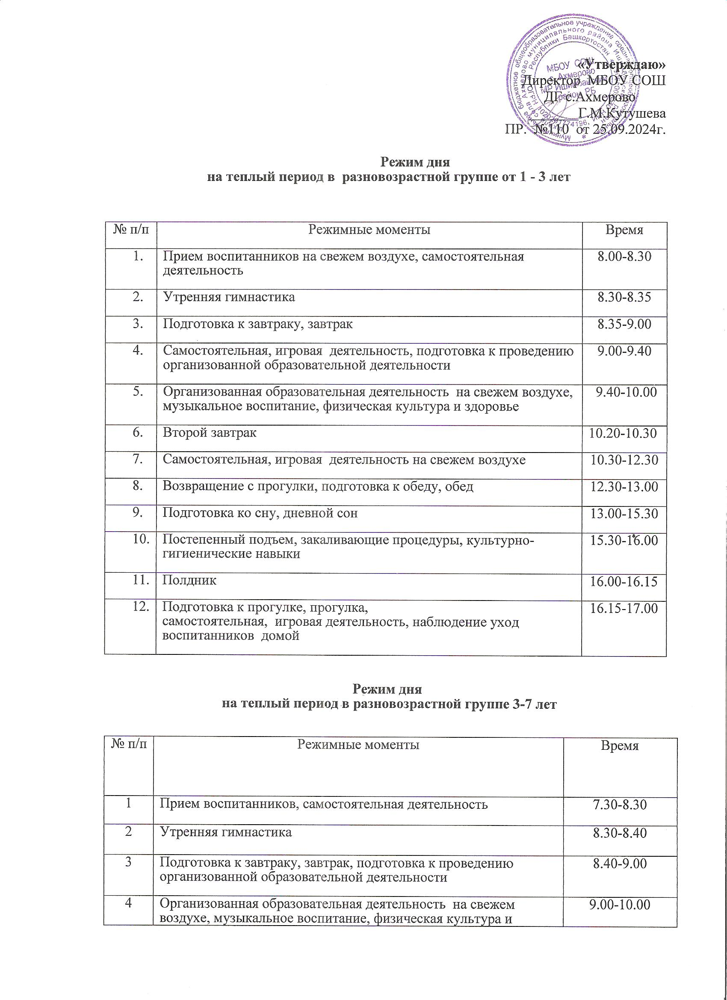 «Утверждаю»
Директор МБОУ СОШ
ДГ с.Ахмерово
_______Г.М.Кутушева
ПР. №110 от 25.09.2024г.
МБОУ СОШ
с. Ахмерово
МР Ишимбайский
район РБ
Режим дня
на теплый период в разновозрастной группе от 1 - 3 лет
№ п/п Режимные моменты Время
1. Прием воспитанников на свежем воздухе, самостоятельная 8.00-8.30
деятельность
2. Утренняя гимнастика 8.30-8.35
3. Подготовка к завтраку, завтрак 8.35-9.00
4. Самостоятельная, игровая деятельность, подготовка к проведению 9.00-9.40
организованной образовательной деятельности
5. Организованная образовательная деятельность на свежем воздухе, 9.40-10.00
музыкальное воспитание, физическая культура и здоровье
6. Второй завтрак 10.20-10.30
7. Самостоятельная, игровая деятельность на свежем воздухе 10.30-12.30
8. Возвращение с прогулки, подготовка к обеду, обед 12.30-13.00
9. Подготовка ко сну, дневной сон 13.00-15.30
10. Постепенный подъем, закаливающие процедуры, культурно- 15.30-16.00
гигиенические навыки
11. Полдник 16.00-16.15
12. Подготовка к прогулке, прогулка, 16.15-17.00
самостоятельная, игровая деятельность, наблюдение уход
воспитанников домой
Режим дня
на теплый период в разновозрастной группе 3-7 лет
№ п/п Режимные моменты Время
1 Прием воспитанников, самостоятельная деятельность 7.30-8.30
2 Утренняя гимнастика 8.30-8.40
3 Подготовка к завтраку, завтрак, подготовка к проведению 8.40-9.00
организованной образовательной деятельности
4 Организованная образовательная деятельность на свежем 9.00-10.00
воздухе, музыкальное воспитание, физическая культура и